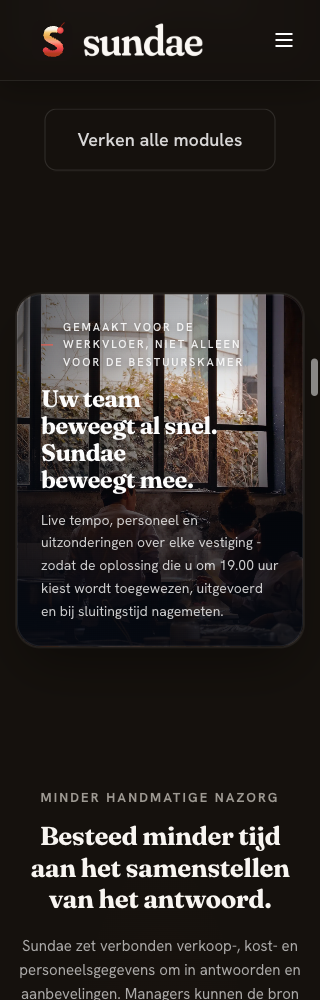 sundae
Verken alle modules
GEMAAKT VOOR DE
WERKVLOER, NIET ALLEEN
VOOR DE BESTUURSKAMER
Uw team
beweegt al snel.
Sundae
beweegt mee.
Live tempo, personeel en
uitzonderingen over elke vestiging -
zodat de oplossing die u om 19.00 uur
kiest wordt toegewezen, uitgevoerd
en bij sluitingstijd nagemeten.
MINDER HANDMATIGE NAZORG
Besteed minder tijd
aan het samenstellen
van het antwoord.
Sundae zet verbonden verkoop-, kost- en
personeelsgegevens om in antwoorden en
aanbevelingen. Managers kunnen de bron